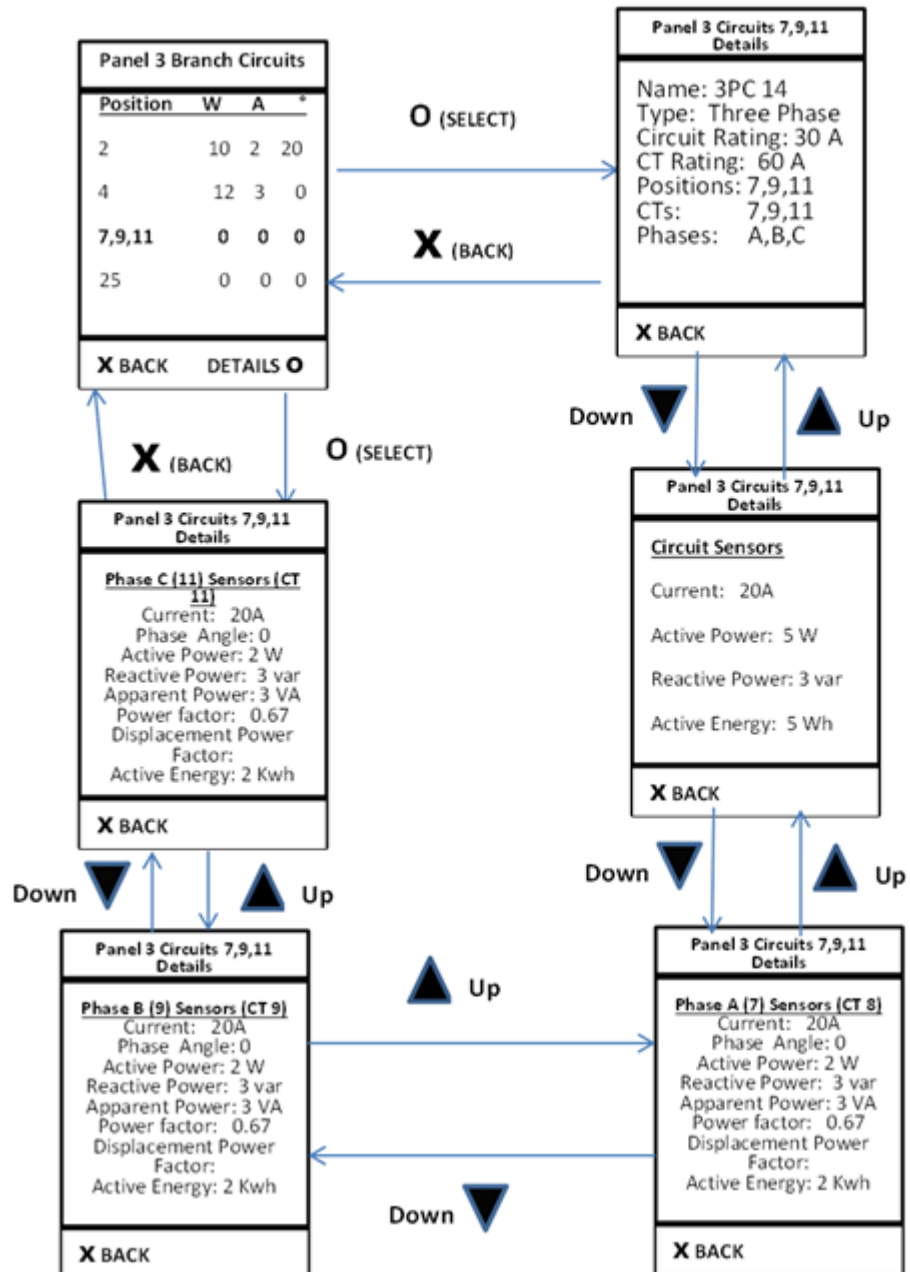 Panel 3 Branch Circuits
Position W A °
2 10 2 20
4 12 3 0
7,9,11 0 0 0
25 0 0 0
X BACK DETAILS O
O (SELECT)
X (BACK)
Panel 3 Circuits 7,9,11
Details
Name: 3PC 14
Type: Three Phase
Circuit Rating: 30 A
CT Rating: 60 A
Positions: 7,9,11
CTs: 7,9,11
Phases: A,B,C
X BACK
Down
Up
X (BACK)
O (SELECT)
Panel 3 Circuits 7,9,11
Details
Phase C (11) Sensors (CT
11)
Current: 20A
Phase Angle: 0
Active Power: 2 W
Reactive Power: 3 var
Apparent Power: 3 VA
Power factor: 0.67
Displacement Power
Factor:
Active Energy: 2 Kwh
X BACK
Panel 3 Circuits 7,9,11
Details
Circuit Sensors
Current: 20A
Active Power: 5 W
Reactive Power: 3 var
Active Energy: 5 Wh
X BACK
Down
Up
Down
Up
Panel 3 Circuits 7,9,11
Details
Phase B (9) Sensors (CT 9)
Current: 20A
Phase Angle: 0
Active Power: 2 W
Reactive Power: 3 var
Apparent Power: 3 VA
Power factor: 0.67
Displacement Power
Factor:
Active Energy: 2 Kwh
X BACK
Up
Down
Panel 3 Circuits 7,9,11
Details
Phase A (7) Sensors (CT 8)
Current: 20A
Phase Angle: 0
Active Power: 2 W
Reactive Power: 3 var
Apparent Power: 3 VA
Power factor: 0.67
Displacement Power
Factor:
Active Energy: 2 Kwh
X BACK